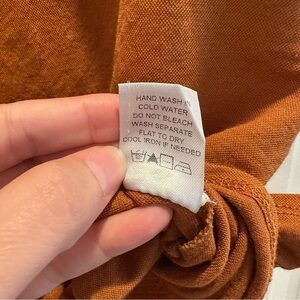 HAND WASH IN
COLD WATER
DO NOT BLEACH
WASH SEPARATE
FLAT TO DRY
COOL IRON IF NEEDED